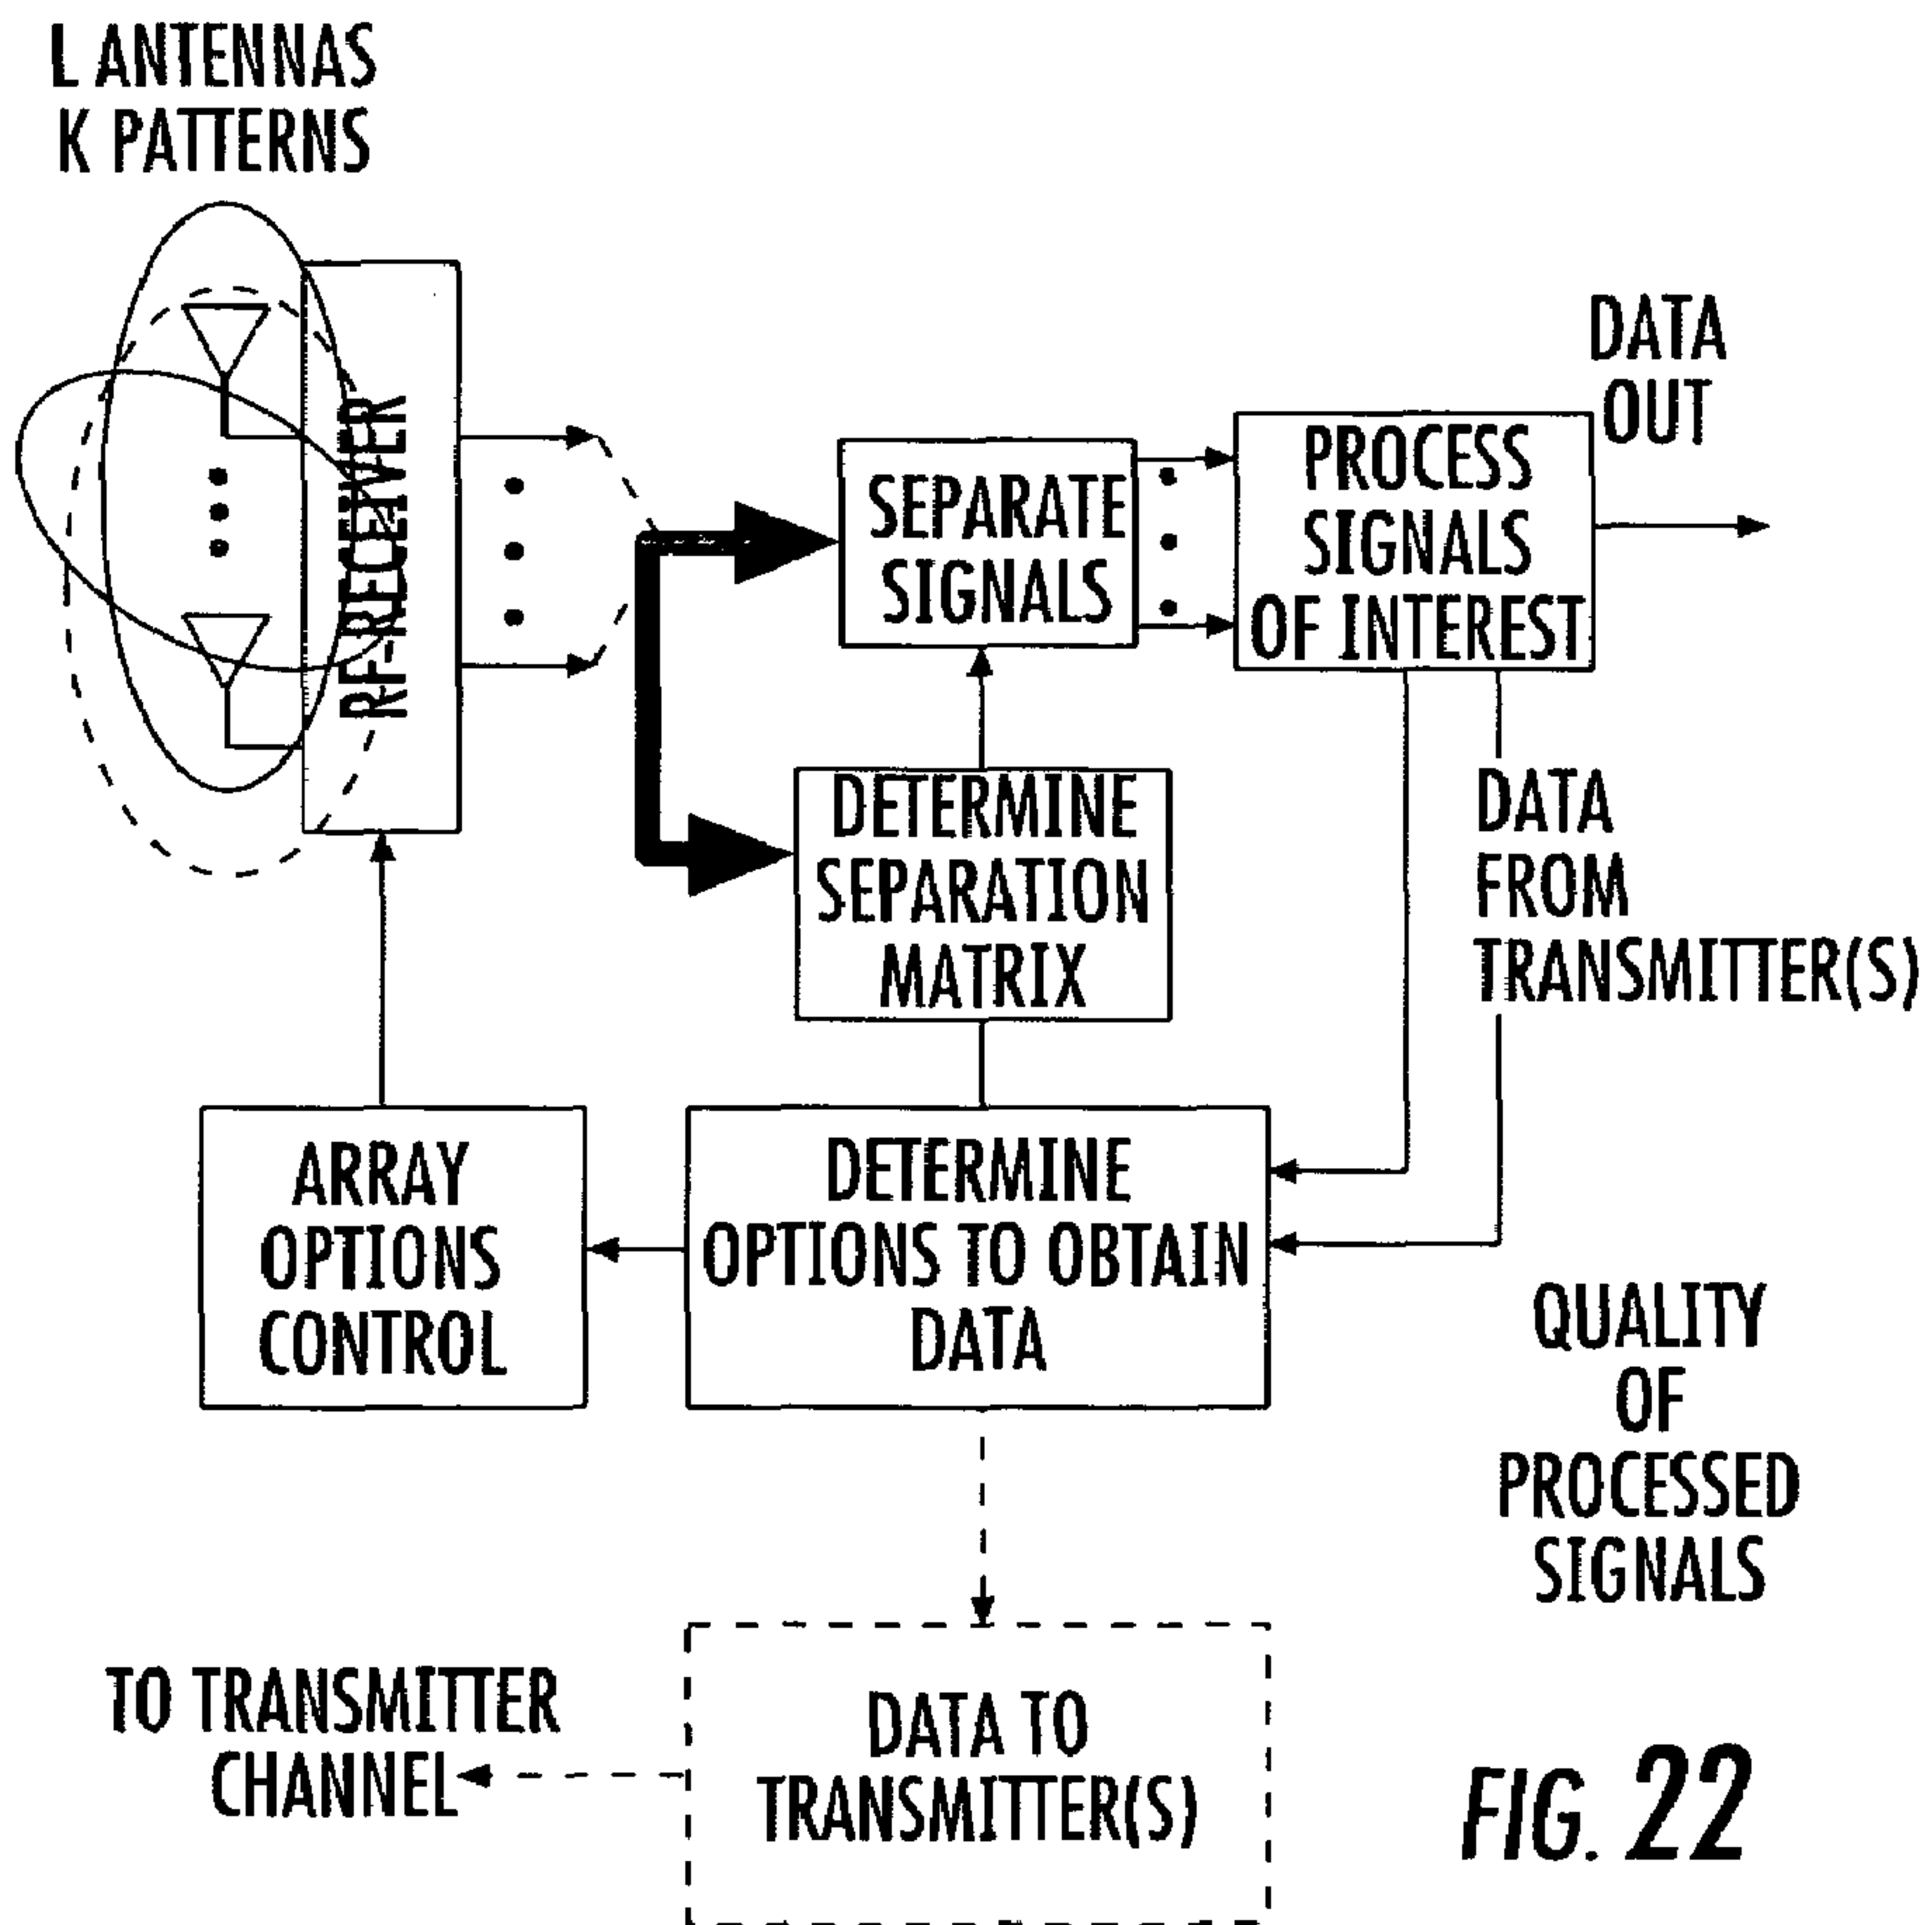 L ANTENNAS
K PATTERNS
RF-RECEIVER
SEPARATE
SIGNALS
PROCESS
SIGNALS
OF INTEREST
DATA
OUT
DETERMINE
SEPARATION
MATRIX
DATA
FROM
TRANSMITTER(S)
ARRAY
OPTIONS
CONTROL
DETERMINE
OPTIONS TO OBTAIN
DATA
QUALITY
OF
PROCESSED
SIGNALS
TO TRANSMITTER
CHANNEL
DATA TO
TRANSMITTER(S)
FIG. 22